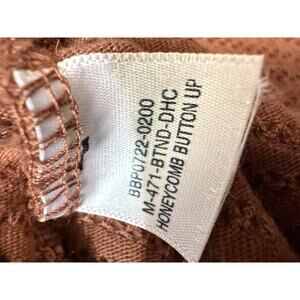 BBP0722-0200
M-471-BTND-DHC
HONEYCOMB BUTTON UP